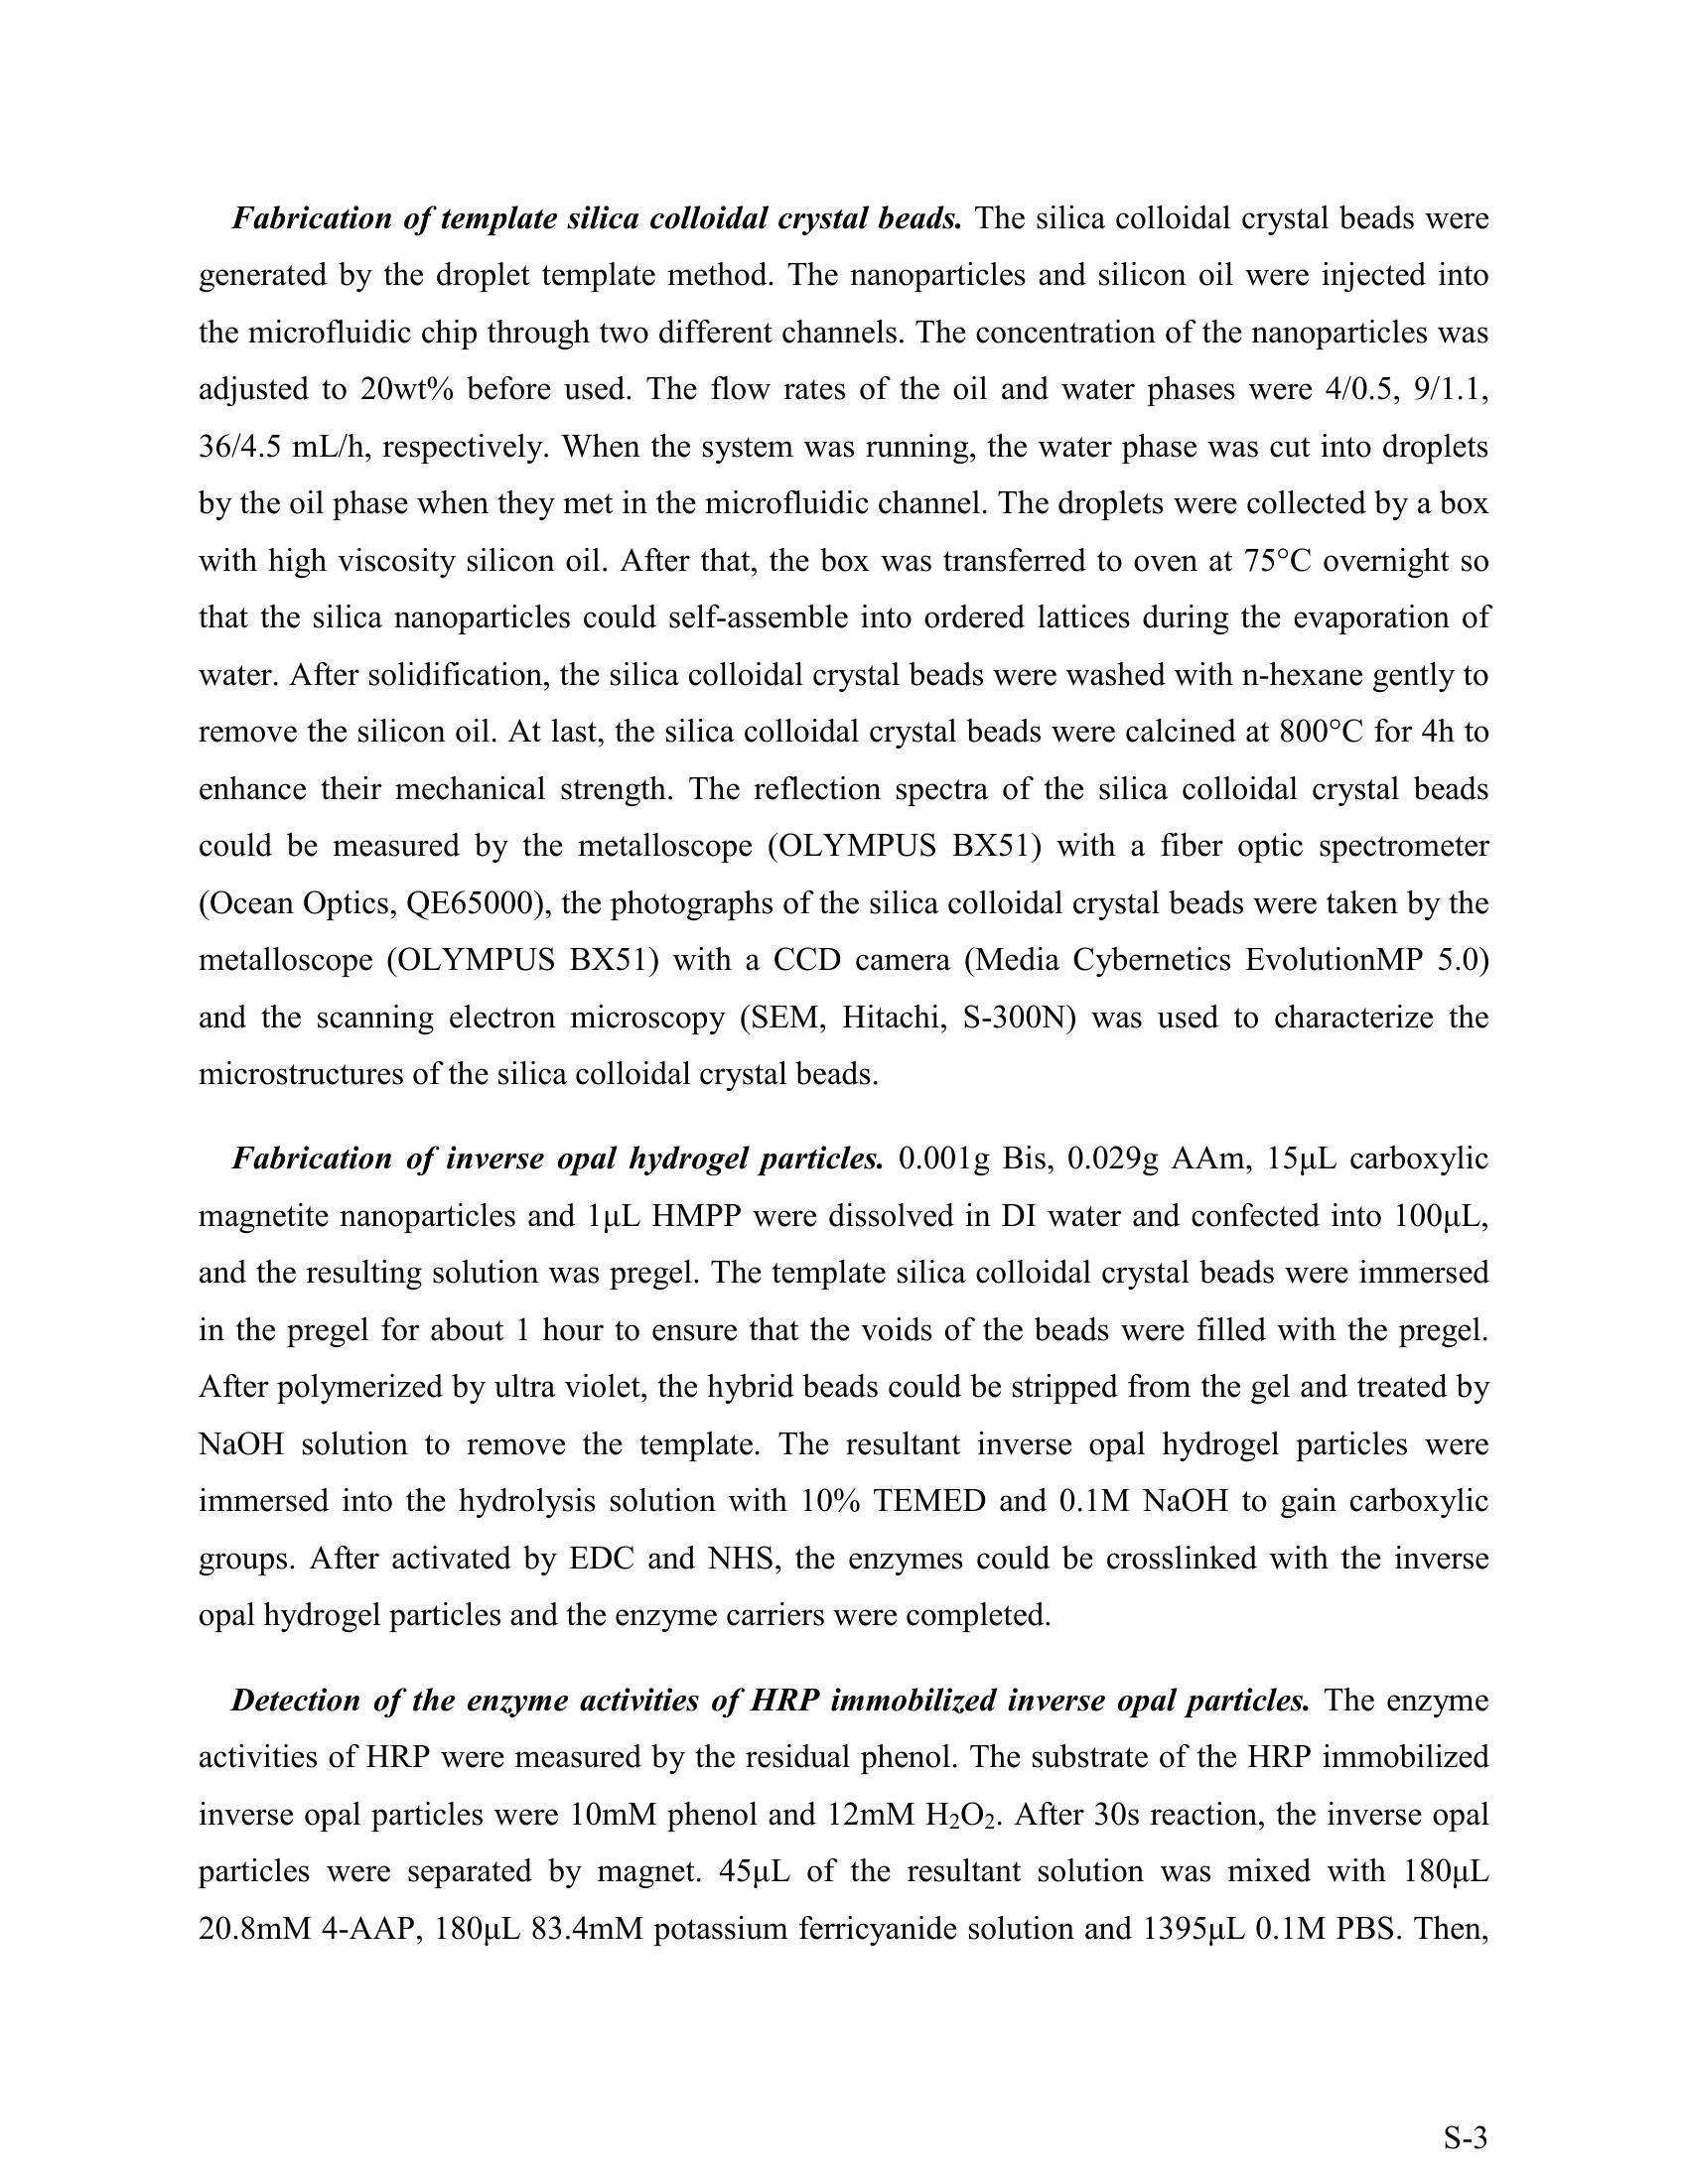 Fabrication of template silica colloidal crystal beads. The silica colloidal crystal beads were
generated by the droplet template method. The nanoparticles and silicon oil were injected into
the microfluidic chip through two different channels. The concentration of the nanoparticles was
adjusted to 20wt% before used. The flow rates of the oil and water phases were 4/0.5, 9/1.1,
36/4.5 mL/h, respectively. When the system was running, the water phase was cut into droplets
by the oil phase when they met in the microfluidic channel. The droplets were collected by a box
with high viscosity silicon oil. After that, the box was transferred to oven at 75°C overnight so
that the silica nanoparticles could self-assemble into ordered lattices during the evaporation of
water. After solidification, the silica colloidal crystal beads were washed with n-hexane gently to
remove the silicon oil. At last, the silica colloidal crystal beads were calcined at 800°C for 4h to
enhance their mechanical strength. The reflection spectra of the silica colloidal crystal beads
could be measured by the metalloscope (OLYMPUS BX51) with a fiber optic spectrometer
(Ocean Optics, QE65000), the photographs of the silica colloidal crystal beads were taken by the
metalloscope (OLYMPUS BX51) with a CCD camera (Media Cybernetics EvolutionMP 5.0)
and the scanning electron microscopy (SEM, Hitachi, S-300N) was used to characterize the
microstructures of the silica colloidal crystal beads.
Fabrication of inverse opal hydrogel particles. 0.001g Bis, 0.029g AAm, 15μL carboxylic
magnetite nanoparticles and 1μL HMPP were dissolved in DI water and confected into 100μL,
and the resulting solution was pregel. The template silica colloidal crystal beads were immersed
in the pregel for about 1 hour to ensure that the voids of the beads were filled with the pregel.
After polymerized by ultra violet, the hybrid beads could be stripped from the gel and treated by
NaOH solution to remove the template. The resultant inverse opal hydrogel particles were
immersed into the hydrolysis solution with 10% TEMED and 0.1M NaOH to gain carboxylic
groups. After activated by EDC and NHS, the enzymes could be crosslinked with the inverse
opal hydrogel particles and the enzyme carriers were completed.
Detection of the enzyme activities of HRP immobilized inverse opal particles. The enzyme
activities of HRP were measured by the residual phenol. The substrate of the HRP immobilized
inverse opal particles were 10mM phenol and 12mM H₂O₂. After 30s reaction, the inverse opal
particles were separated by magnet. 45μL of the resultant solution was mixed with 180μL
20.8mM 4-AAP, 180μL 83.4mM potassium ferricyanide solution and 1395μL 0.1M PBS. Then,
S-3